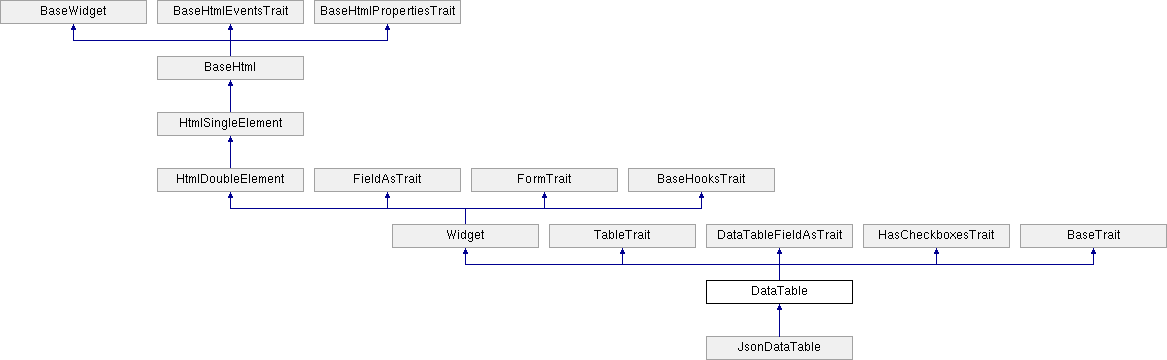 BaseWidget
BaseHtmlEventsTrait
BaseHtmlPropertiesTrait
BaseHtml
HtmlSingleElement
HtmlDoubleElement
FieldAsTrait
FormTrait
BaseHooksTrait
Widget
TableTrait
DataTableFieldAsTrait
HasCheckboxesTrait
BaseTrait
DataTable
JsonDataTable